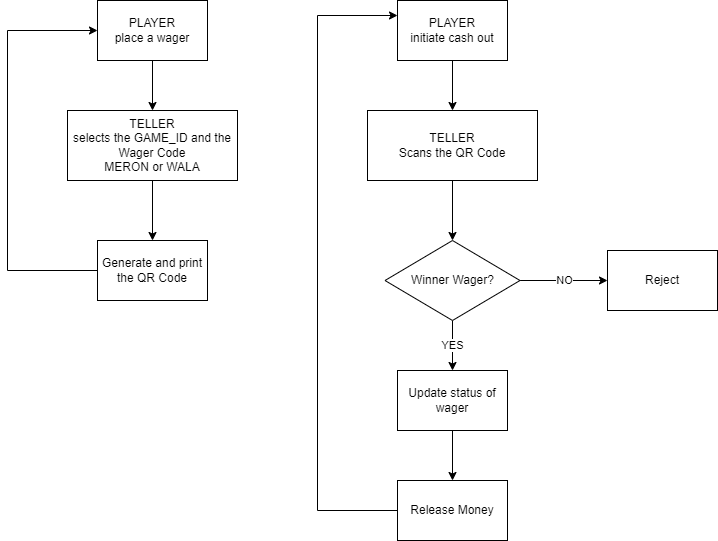 PLAYER
place a wager
TELLER
selects the GAME_ID and the
Wager Code
MERON or WALA
Generate and print
the QR Code
PLAYER
initiate cash out
TELLER
Scans the QR Code
Winner Wager?
NO
Reject
YES
Update status of
wager
Release Money